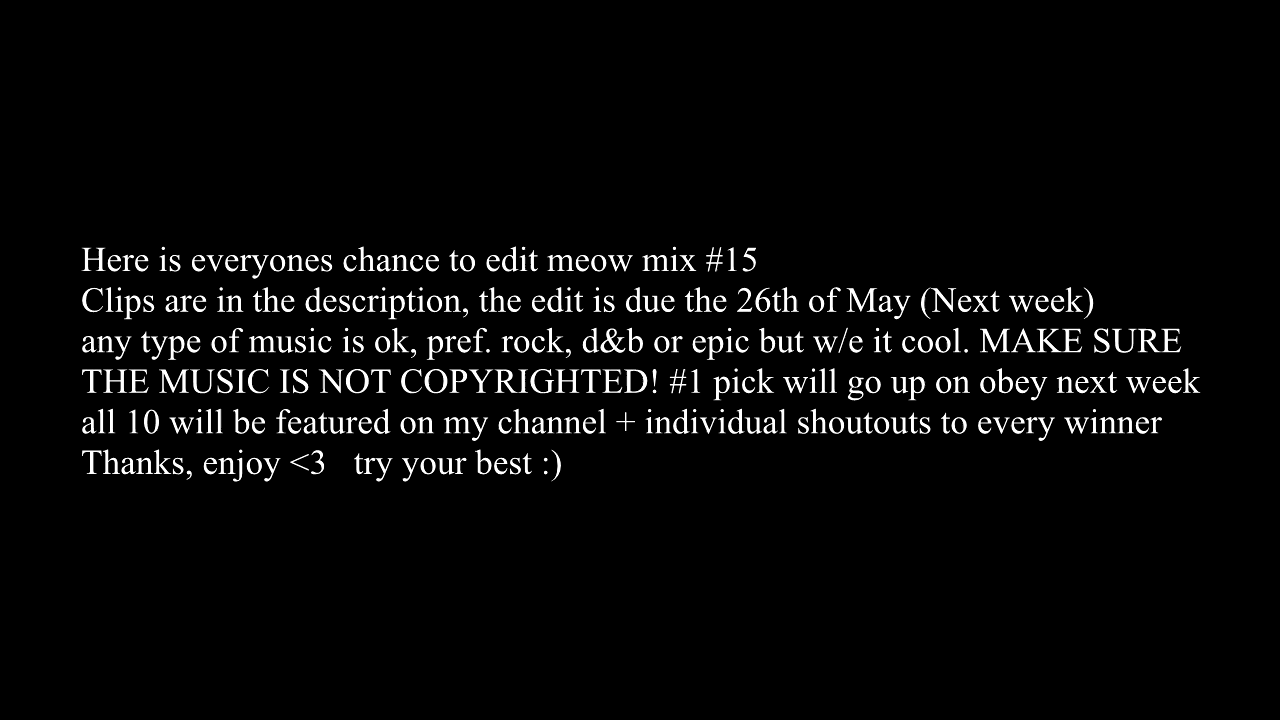 Here is everyones chance to edit meow mix #15
Clips are in the description, the edit is due the 26th of May (Next week)
any type of music is ok, pref. rock, d&b or epic but w/e it cool. MAKE SURE
THE MUSIC IS NOT COPYRIGHTED! #1 pick will go up on obey next week
all 10 will be featured on my channel + individual shoutouts to every winner
Thanks, enjoy <3   try your best :)